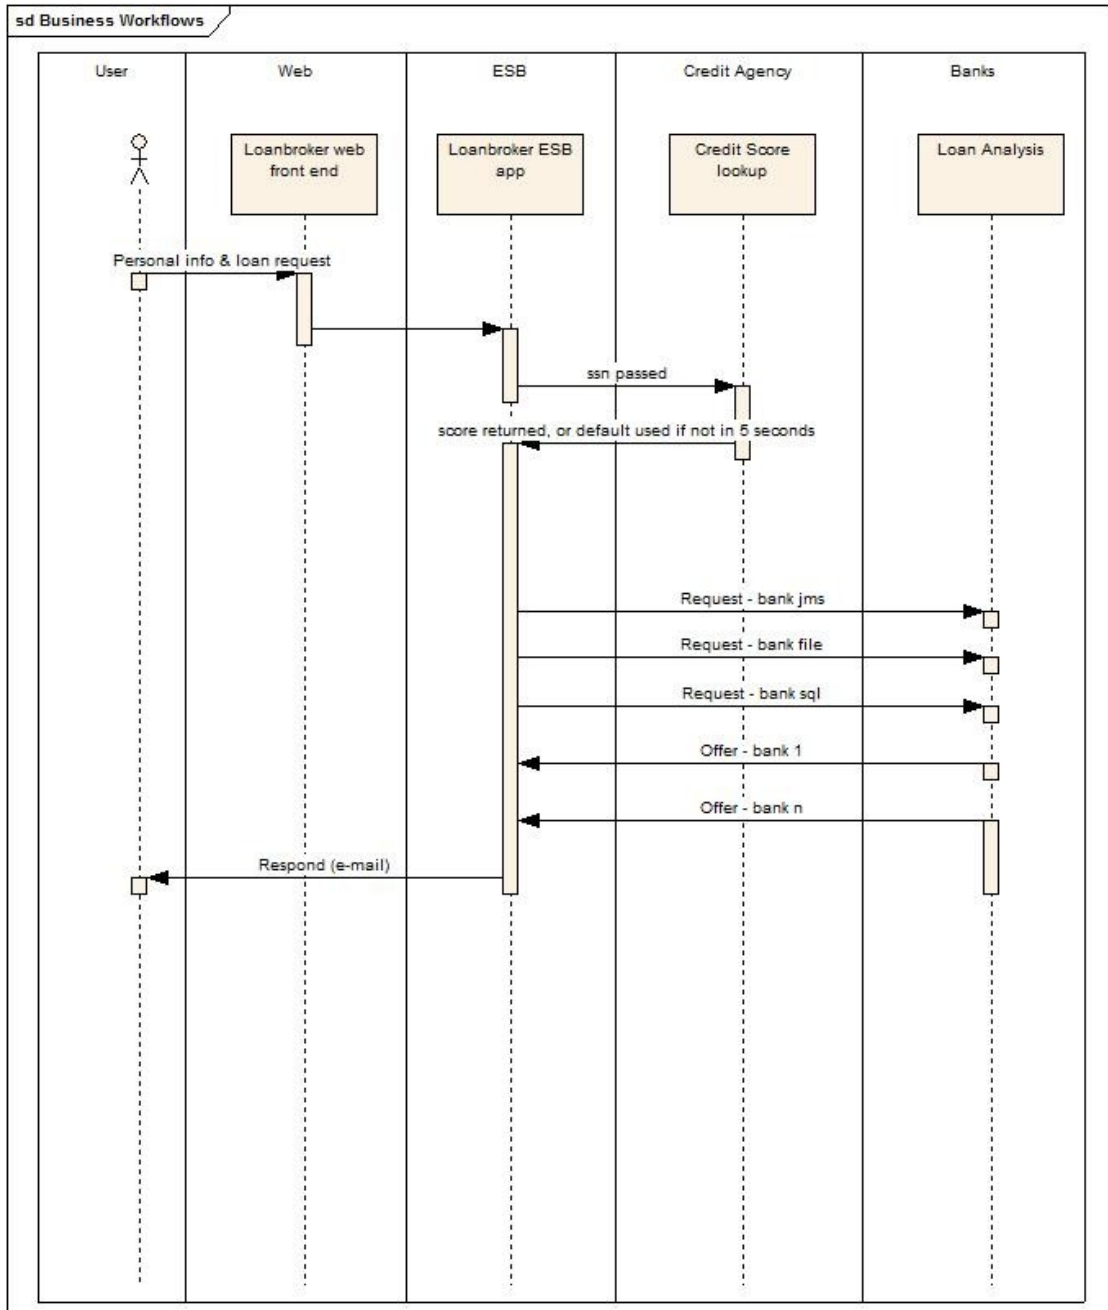 sd Business Workflows
User
Web
ESB
Credit Agency
Banks
Loanbroker web
front end
Loanbroker ESB
app
Credit Score
lookup
Loan Analysis
Personal info & loan request
ssn passed
score returned, or default used if not in 5 seconds
Request - bank jms
Request - bank file
Request - bank sql
Offer - bank 1
Offer - bank n
Respond (e-mail)